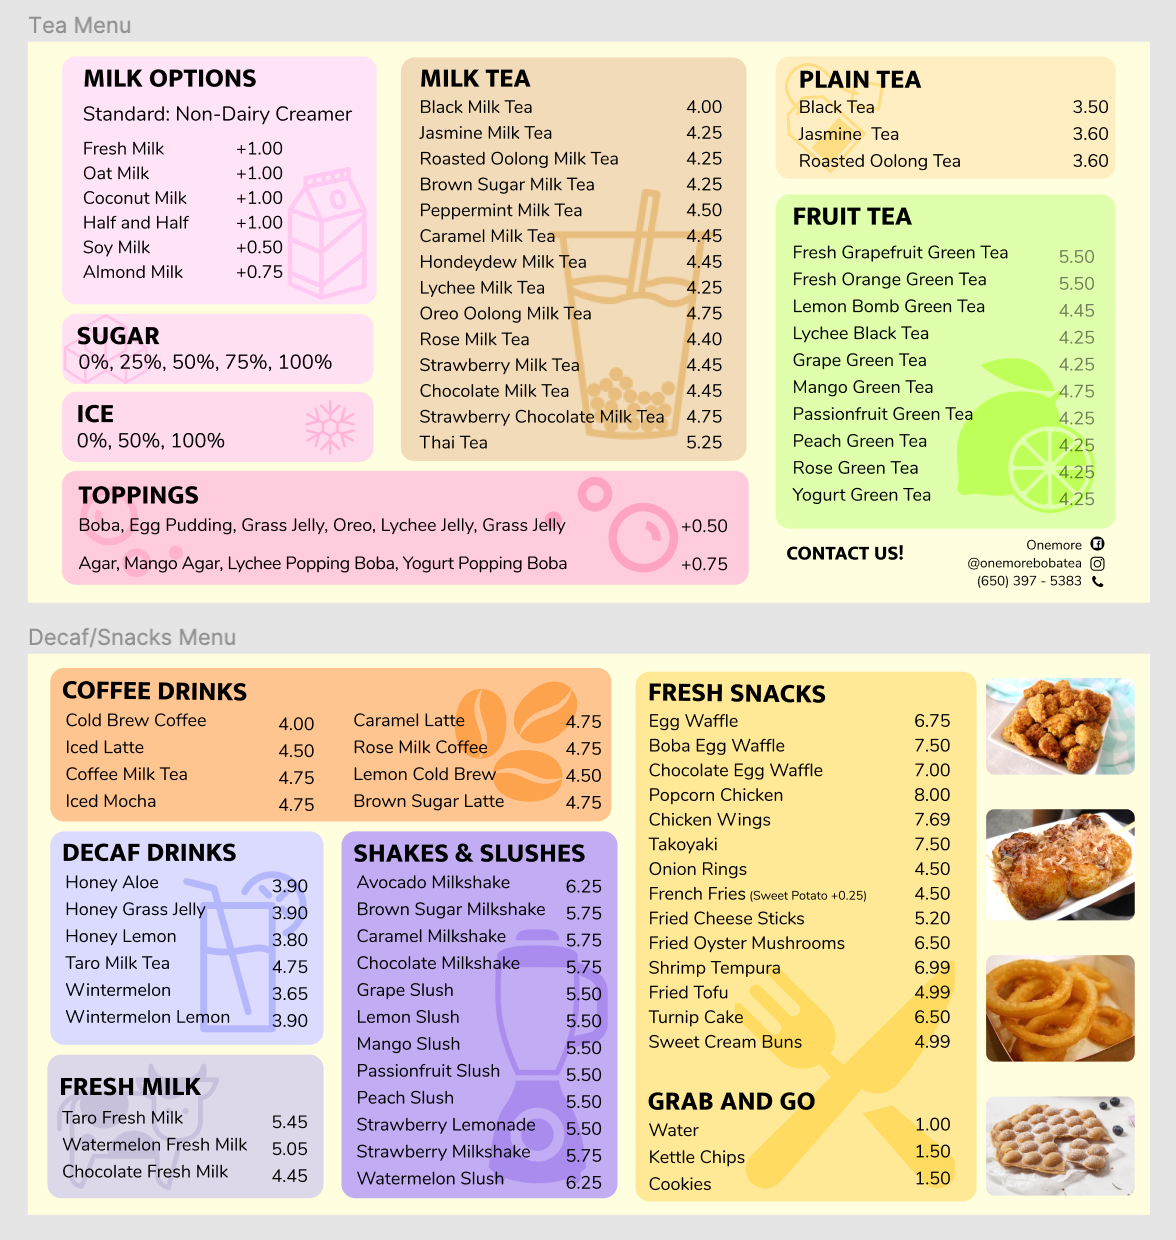 Tea Menu
MILK OPTIONS
Standard: Non-Dairy Creamer
Fresh Milk +1.00
Oat Milk +1.00
Coconut Milk +1.00
Half and Half +1.00
Soy Milk +0.50
Almond Milk +0.75
SUGAR
0%, 25%, 50%, 75%, 100%
ICE
0%, 50%, 100%
MILK TEA
Black Milk Tea 4.00
Jasmine Milk Tea 4.25
Roasted Oolong Milk Tea 4.25
Brown Sugar Milk Tea 4.25
Peppermint Milk Tea 4.50
Caramel Milk Tea 4.45
Hondeydew Milk Tea 4.45
Lychee Milk Tea 4.25
Oreo Oolong Milk Tea 4.75
Rose Milk Tea 4.40
Strawberry Milk Tea 4.45
Chocolate Milk Tea 4.45
Strawberry Chocolate Milk Tea 4.75
Thai Tea 5.25
TOPPINGS
Boba, Egg Pudding, Grass Jelly, Oreo, Lychee Jelly, Grass Jelly +0.50
Agar, Mango Agar, Lychee Popping Boba, Yogurt Popping Boba +0.75
PLAIN TEA
Black Tea 3.50
Jasmine Tea 3.60
Roasted Oolong Tea 3.60
FRUIT TEA
Fresh Grapefruit Green Tea 5.50
Fresh Orange Green Tea 5.50
Lemon Bomb Green Tea 4.45
Lychee Black Tea 4.25
Grape Green Tea 4.25
Mango Green Tea 4.75
Passionfruit Green Tea 4.25
Peach Green Tea 4.25
Rose Green Tea 4.25
Yogurt Green Tea 4.25
CONTACT US!
Onemore
@onemorebobatea
(650) 397 - 5383
Decaf/Snacks Menu
COFFEE DRINKS
Cold Brew Coffee 4.00
Iced Latte 4.50
Coffee Milk Tea 4.75
Iced Mocha 4.75
Caramel Latte 4.75
Rose Milk Coffee 4.75
Lemon Cold Brew 4.50
Brown Sugar Latte 4.75
DECAF DRINKS
Honey Aloe 3.90
Honey Grass Jelly 3.90
Honey Lemon 3.80
Taro Milk Tea 4.75
Wintermelon 3.65
Wintermelon Lemon 3.90
FRESH MILK
Taro Fresh Milk 5.45
Watermelon Fresh Milk 5.05
Chocolate Fresh Milk 4.45
SHAKES & SLUSHES
Avocado Milkshake 6.25
Brown Sugar Milkshake 5.75
Caramel Milkshake 5.75
Chocolate Milkshake 5.75
Grape Slush 5.50
Lemon Slush 5.50
Mango Slush 5.50
Passionfruit Slush 5.50
Peach Slush 5.50
Strawberry Lemonade 5.50
Strawberry Milkshake 5.75
Watermelon Slush 6.25
FRESH SNACKS
Egg Waffle 6.75
Boba Egg Waffle 7.50
Chocolate Egg Waffle 7.00
Popcorn Chicken 8.00
Chicken Wings 7.69
Takoyaki 7.50
Onion Rings 4.50
French Fries (Sweet Potato +0.25) 4.50
Fried Cheese Sticks 5.20
Fried Oyster Mushrooms 6.50
Shrimp Tempura 6.99
Fried Tofu 4.99
Turnip Cake 6.50
Sweet Cream Buns 4.99
GRAB AND GO
Water 1.00
Kettle Chips 1.50
Cookies 1.50